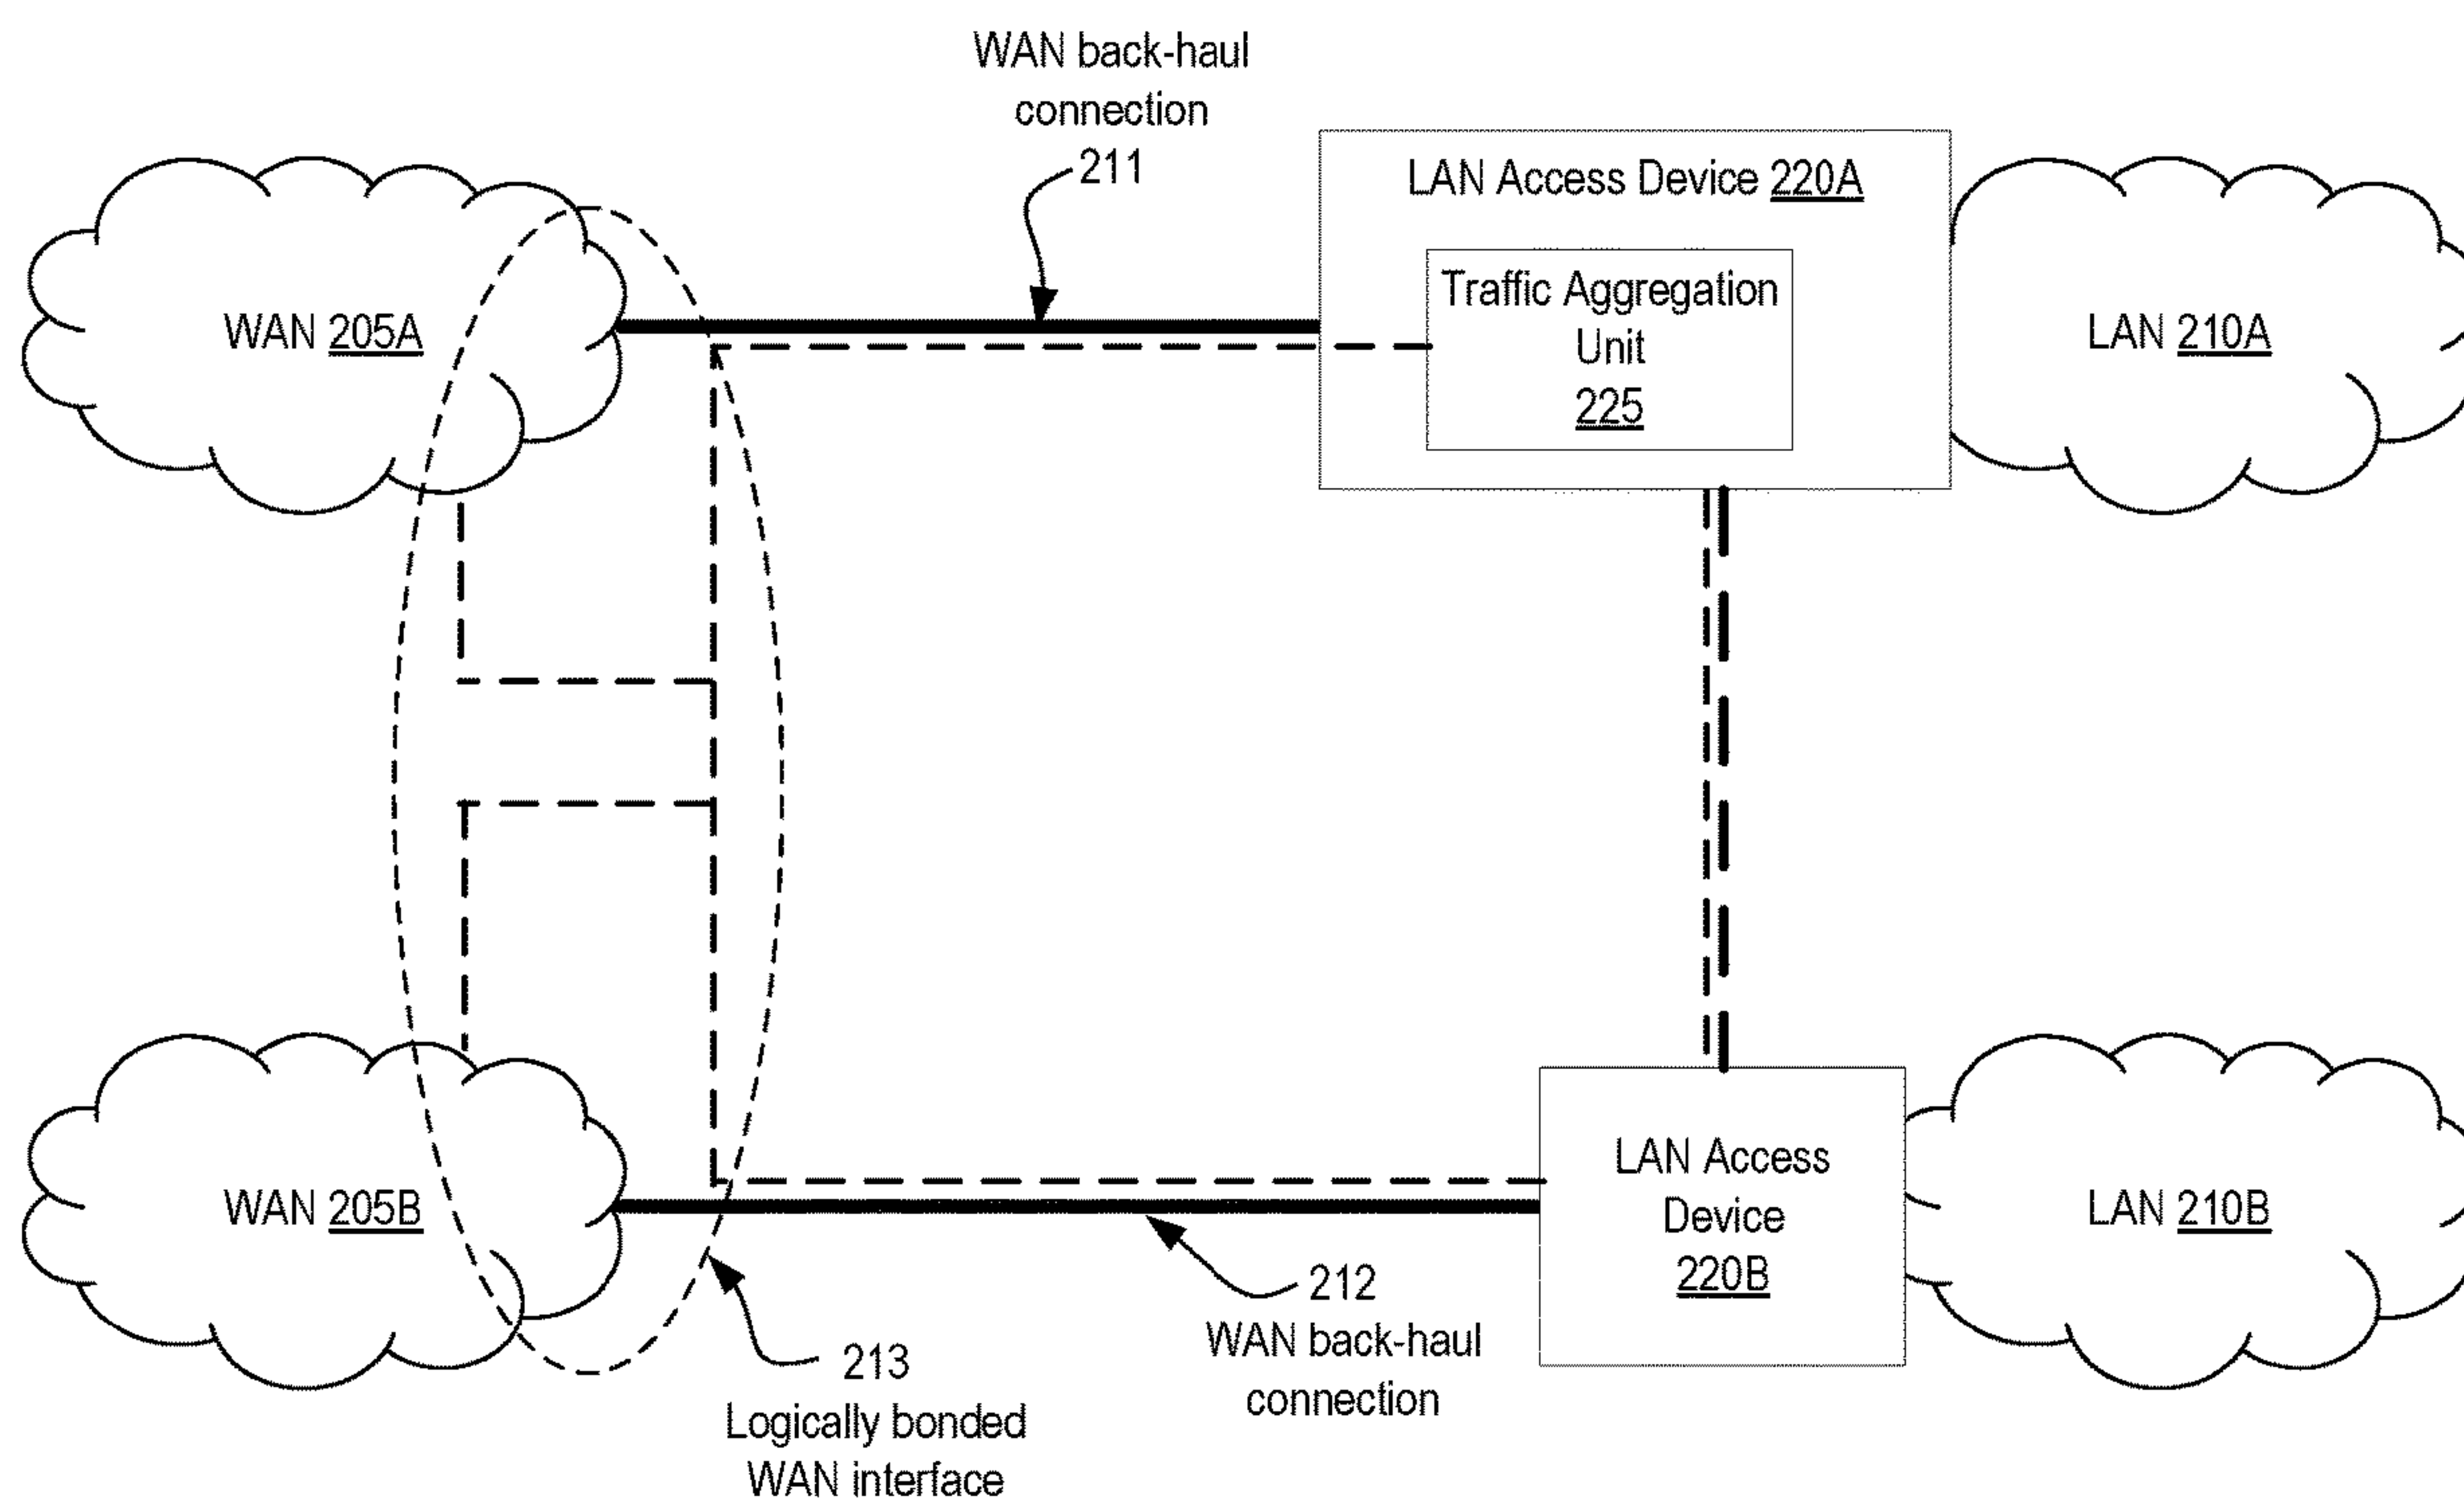 WAN back-haul
connection
211
LAN Access Device 220A
Traffic Aggregation
Unit
225
WAN 205A
LAN 210A
WAN 205B
LAN Access
Device
220B
LAN 210B
212
WAN back-haul
connection
213
Logically bonded
WAN interface